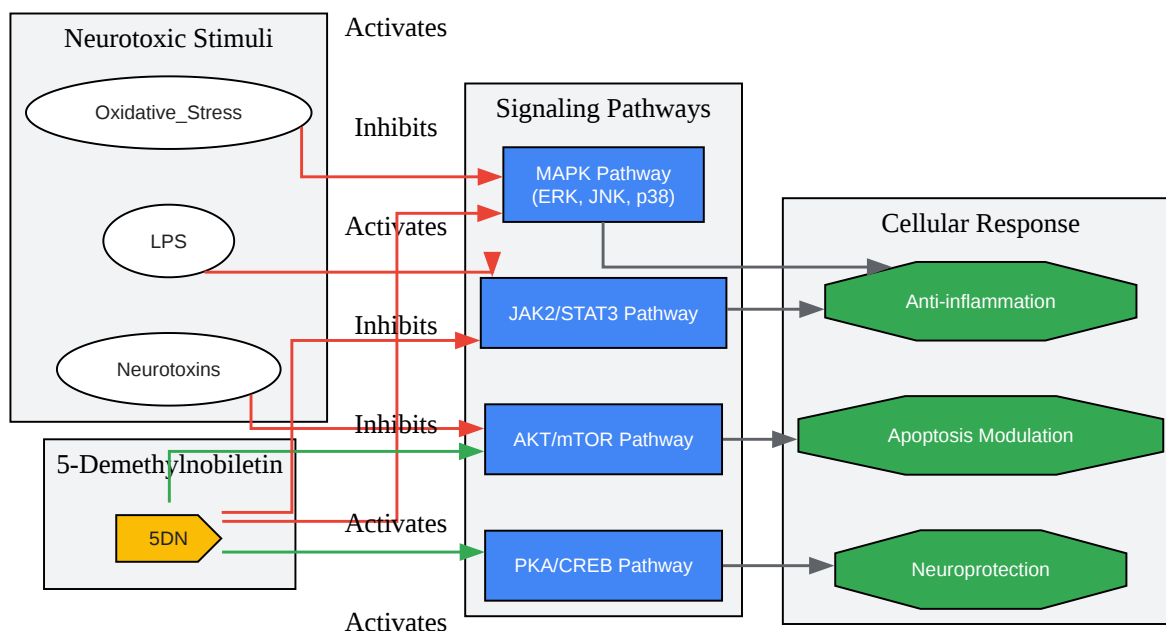 Neurotoxic Stimuli
Oxidative_Stress
LPS
Neurotoxins
5-Demethylnobiletin
5DN
Activates
Inhibits
Activates
Inhibits
Inhibits
Activates
Activates
Signaling Pathways
MAPK Pathway
(ERK, JNK, p38)
JAK2/STAT3 Pathway
AKT/mTOR Pathway
PKA/CREB Pathway
Cellular Response
Anti-inflammation
Apoptosis Modulation
Neuroprotection